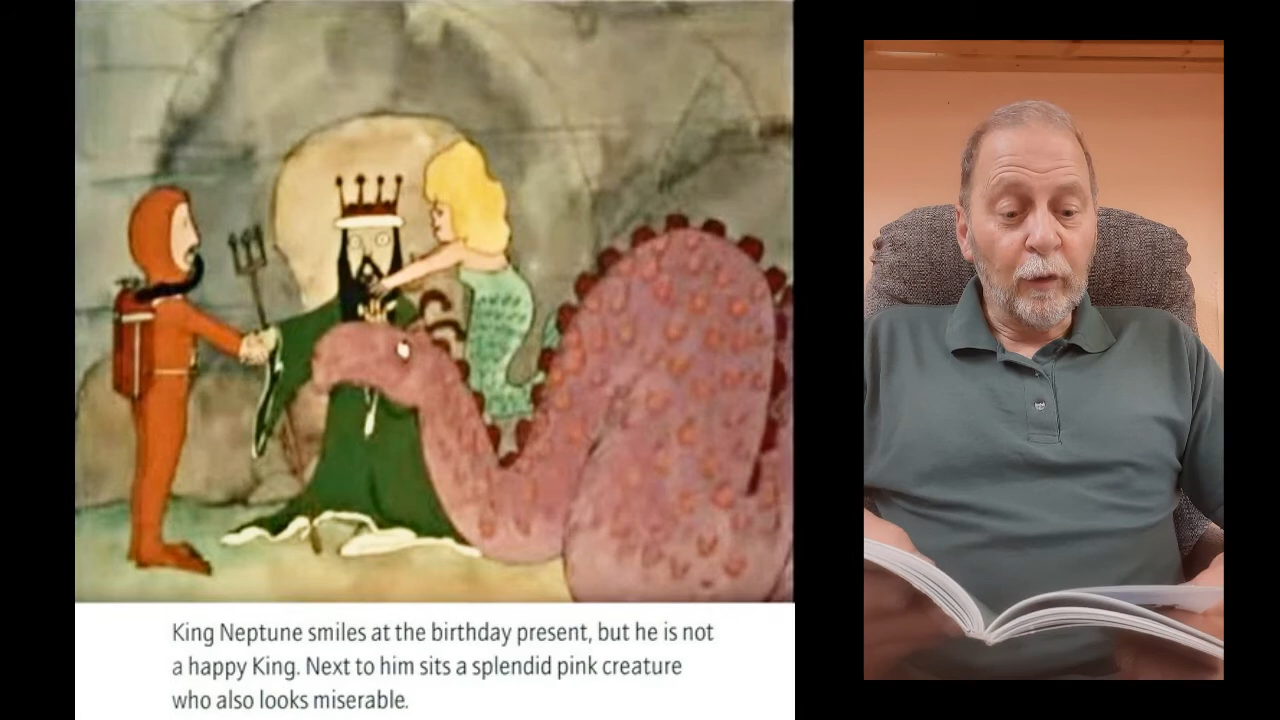 King Neptune smiles at the birthday present, but he is not
a happy King. Next to him sits a splendid pink creature
who also looks miserable.